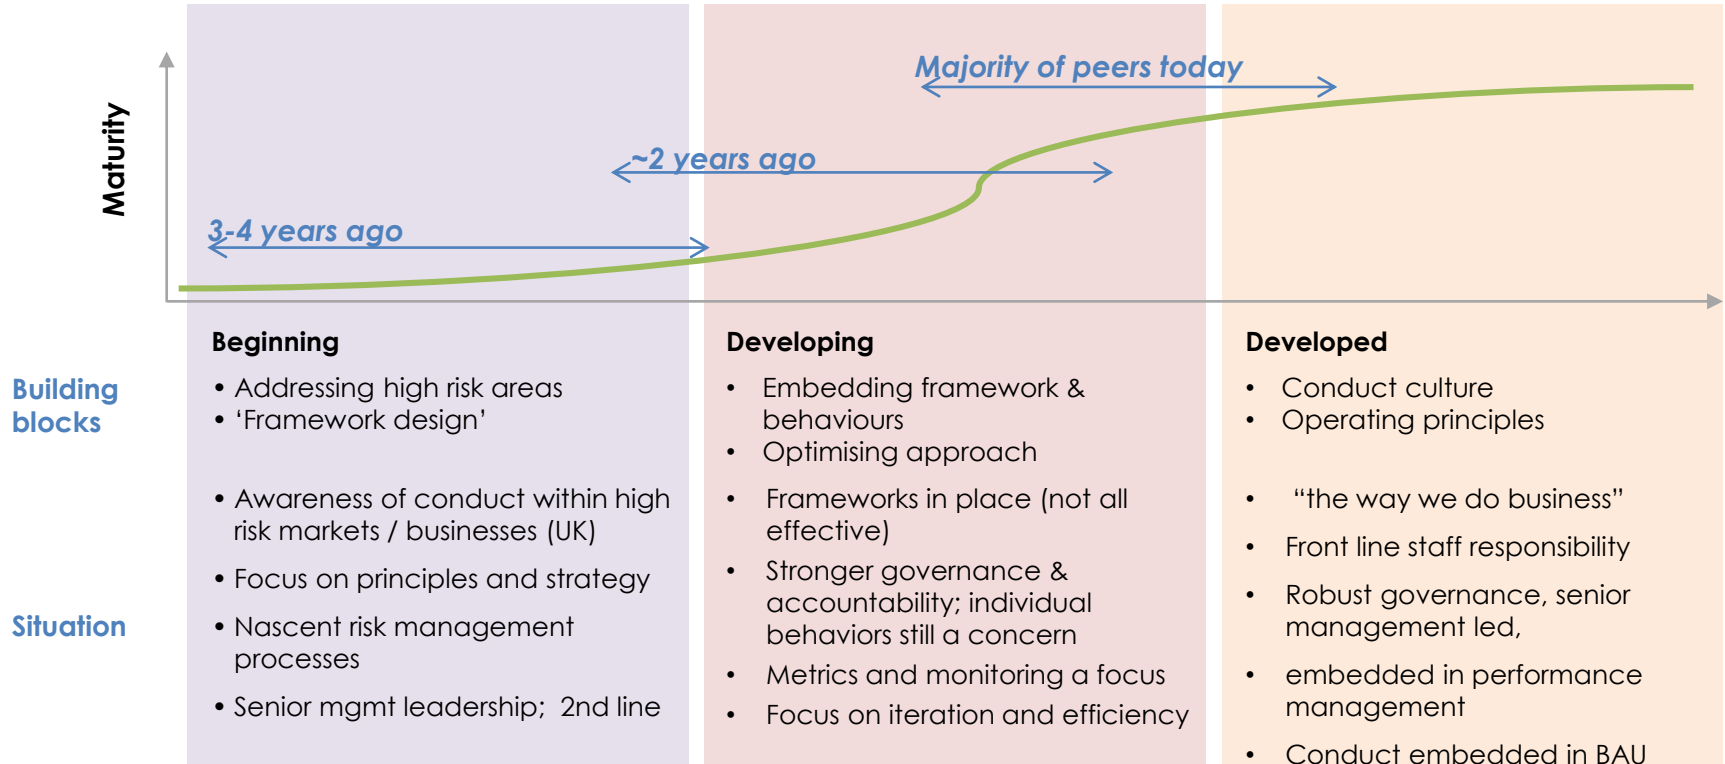 Majority of peers today
Maturity
~2 years ago
3-4 years ago
Beginning
Developing
Developed
Building
blocks
• Addressing high risk areas
• ‘Framework design’
• Embedding framework &
behaviours
• Optimising approach
• Conduct culture
• Operating principles
Situation
• Awareness of conduct within high
risk markets / businesses (UK)
• Focus on principles and strategy
• Nascent risk management
processes
• Senior mgmt leadership; 2nd line
• Frameworks in place (not all
effective)
• Stronger governance &
accountability; individual
behaviors still a concern
• Metrics and monitoring a focus
• Focus on iteration and efficiency
• “the way we do business”
• Front line staff responsibility
• Robust governance, senior
management led,
• embedded in performance
management
• Conduct embedded in BAU